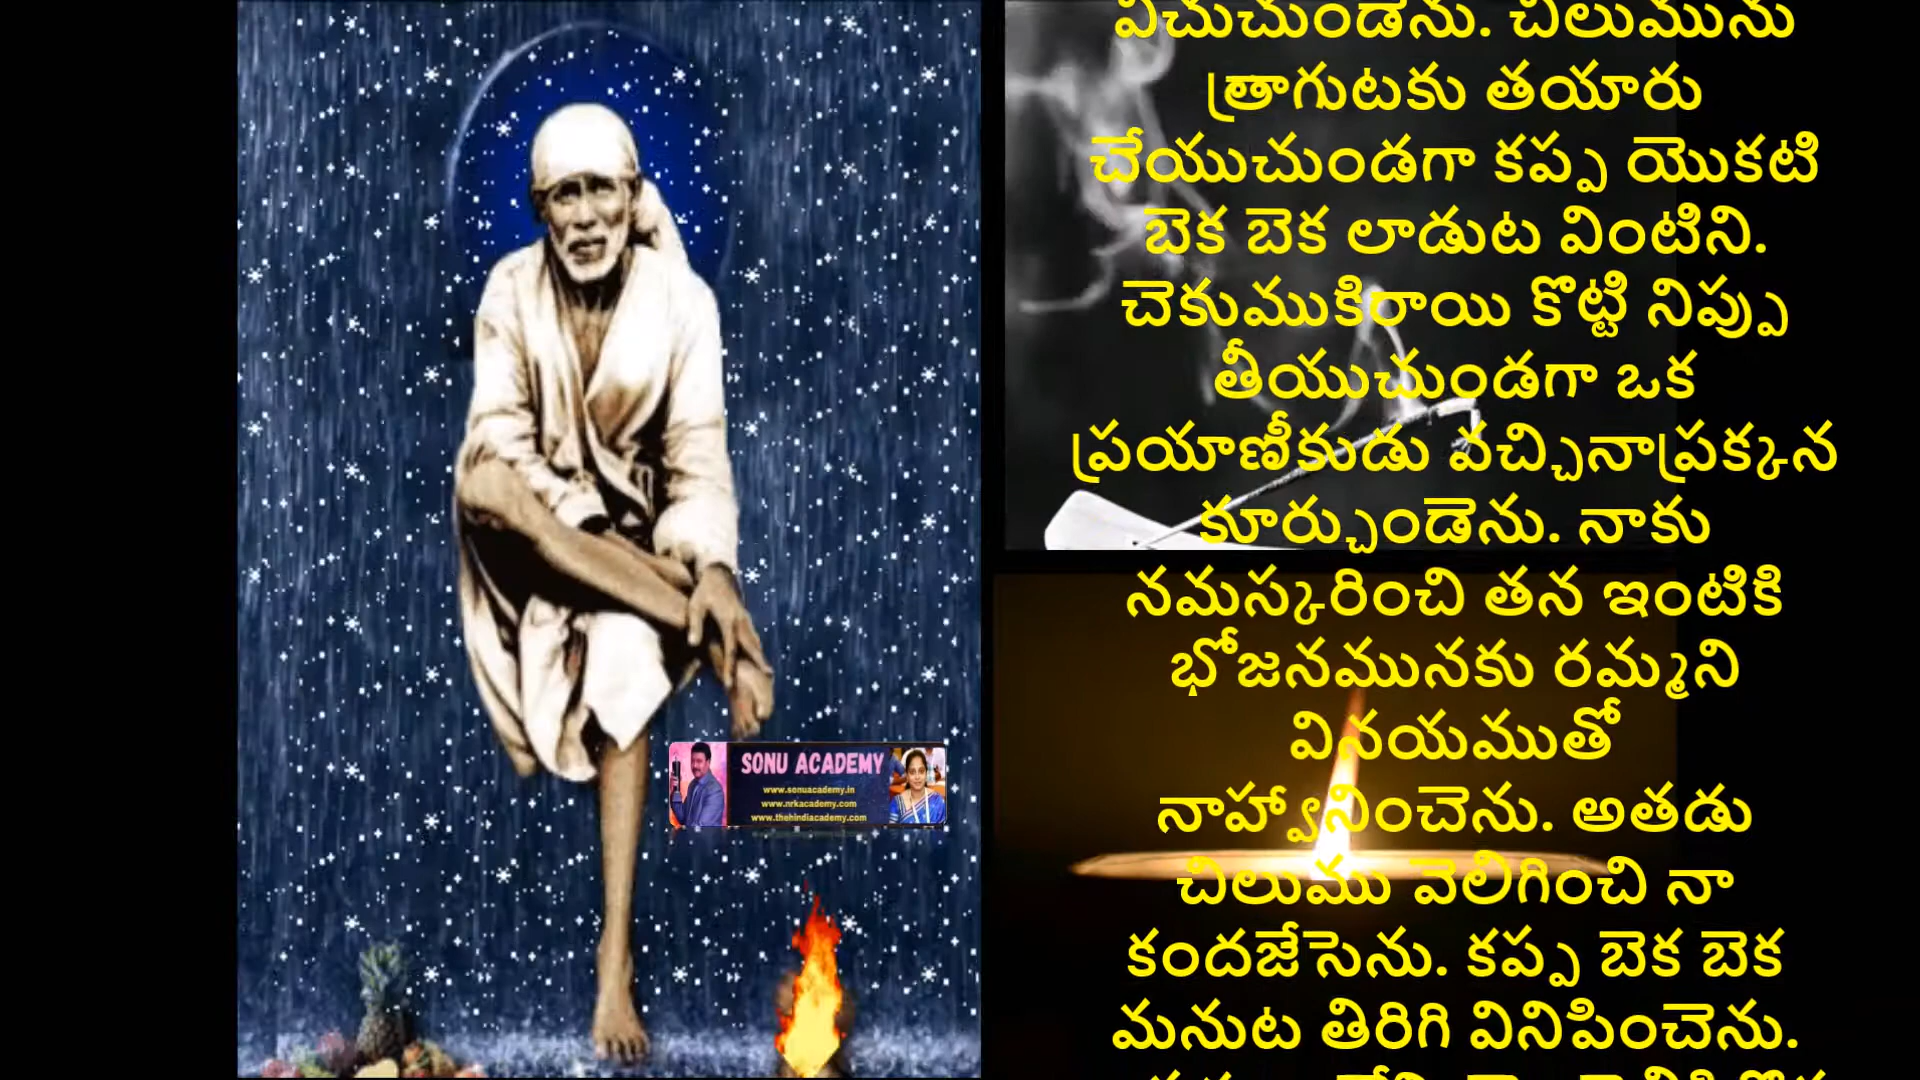 వీచుచుండెను. చిలుమును
త్రాగుటకు తయారు
చేయుచుండగా కప్ప యొకటి
బెక బెక లాడుట వింటిని.
చెకుముకిరాయి కొట్టి నిప్పు
తీయుచుండగా ఒక
ప్రయాణీకుడు వచ్చినాప్రక్కన
కూర్చుండెను. నాకు
నమస్కరించి తన ఇంటికి
భోజనమునకు రమ్మని
వినయముతో
నాహ్వానించెను. అతడు
చిలుము వెలిగించి నా
కందజేసెను. కప్ప బెక బెక
మనుట తిరిగి వినిపించెను.
SONU ACADEMY
www.sonuacademy.in
www.nrkacademy.com
www.thehindiacademy.com